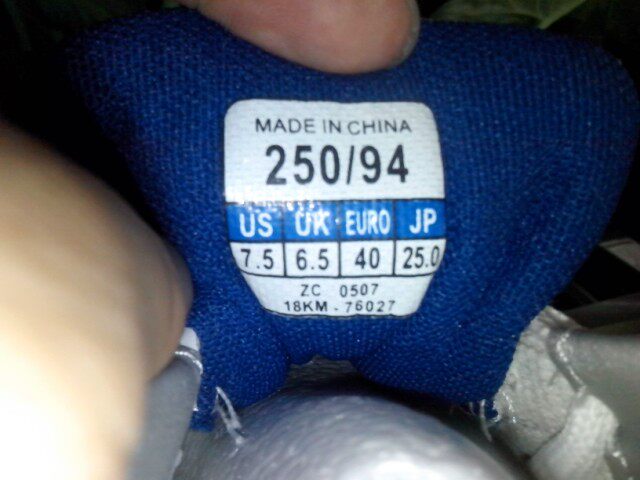 MADE IN CHINA
250/94
US UK EURO JP
7.5 6.5 40 25.0
ZC 0507
18KM - 76027